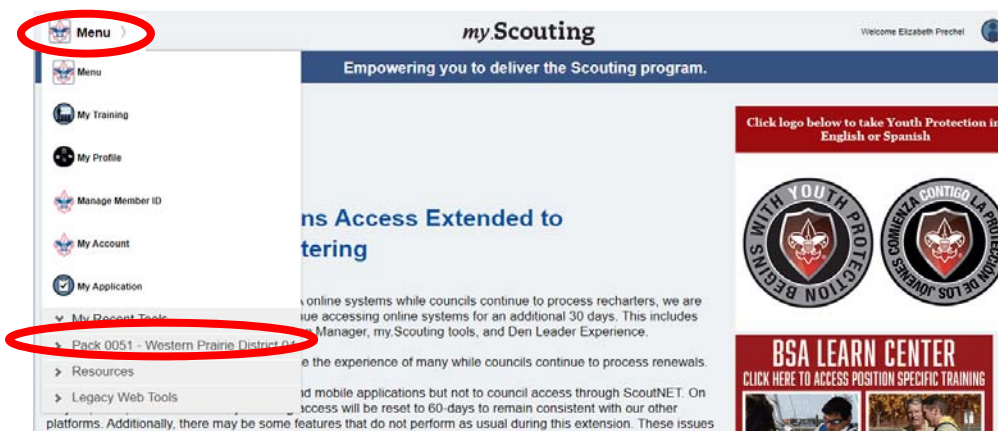 Menu
my.Scouting
Welcome Elizabeth Prechel
Empowering you to deliver the Scouting program.
Menu
My Training
My Profile
Manage Member ID
My Account
My Application
My Recent Tools
Pack 0051 - Western Prairie District 04
Resources
Legacy Web Tools
ns Access Extended to
tering
online systems while councils continue to process recharters, we are
ue accessing online systems for an additional 30 days. This includes
Manager, my.Scouting tools, and Den Leader Experience.
e the experience of many while councils continue to process renewals.
d mobile applications but not to council access through ScoutNET. On
access will be reset to 60-days to remain consistent with our other
platforms. Additionally, there may be some features that do not perform as usual during this extension. These issues
Click logo below to take Youth Protection in
English or Spanish
YOUTH PROTECTION BEGINS WITH YOU
COMIENZA CONTIGO LA PROTECCIÓN DE LOS JÓVENES
BSA LEARN CENTER
CLICK HERE TO ACCESS POSITION SPECIFIC TRAINING